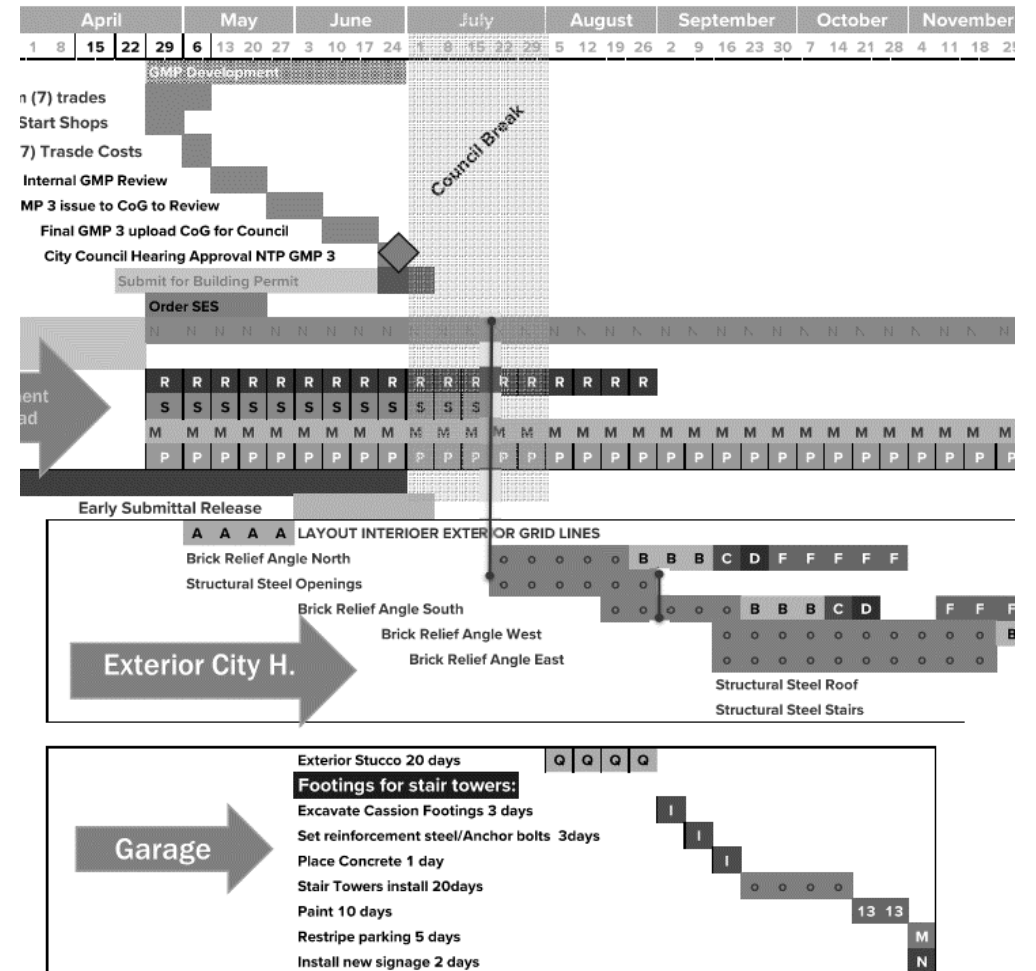 April May June July August September October November
1 8 15 22 29 6 13 20 27 3 10 17 24 1 8 15 22 29 5 12 19 26 2 9 16 23 30 7 14 21 28 4 11 18 25
GMP Development
(7) trades
Start Shops
7) Trasde Costs
Council Break
Internal GMP Review
MP 3 issue to CoG to Review
Final GMP 3 upload CoG for Council
City Council Hearing Approval NTP GMP 3
Submit for Building Permit
Order SES
N N N N N N N N N N N N N N N N N N N N N N N N N N N N N N N
R R R R R R R R R R R R R R R R R R
S S S S S S S S S S S S
M M M M M M M M M M M M M M M M M M M M M M M M M M M M M M M
P P P P P P P P P P P P P P P P P P P P P P P P P P P P P P P
Early Submittal Release
A A A A LAYOUT INTERIOER EXTERIOR GRID LINES
Brick Relief Angle North o o o o o B B B C D F F F F F
Structural Steel Openings o o o o o o
Brick Relief Angle South o o o o o B B B C D F F F
Brick Relief Angle West o o o o o o o o o o B
Exterior City H.
Brick Relief Angle East o o o o o o o o o o
Structural Steel Roof
Structural Steel Stairs
Exterior Stucco 20 days Q Q Q Q
Footings for stair towers:
Excavate Cassion Footings 3 days I
Set reinforcement steel/Anchor bolts 3days I
Garage
Place Concrete 1 day I
Stair Towers install 20days o o o o
Paint 10 days 13 13
Restripe parking 5 days M
Install new signage 2 days N